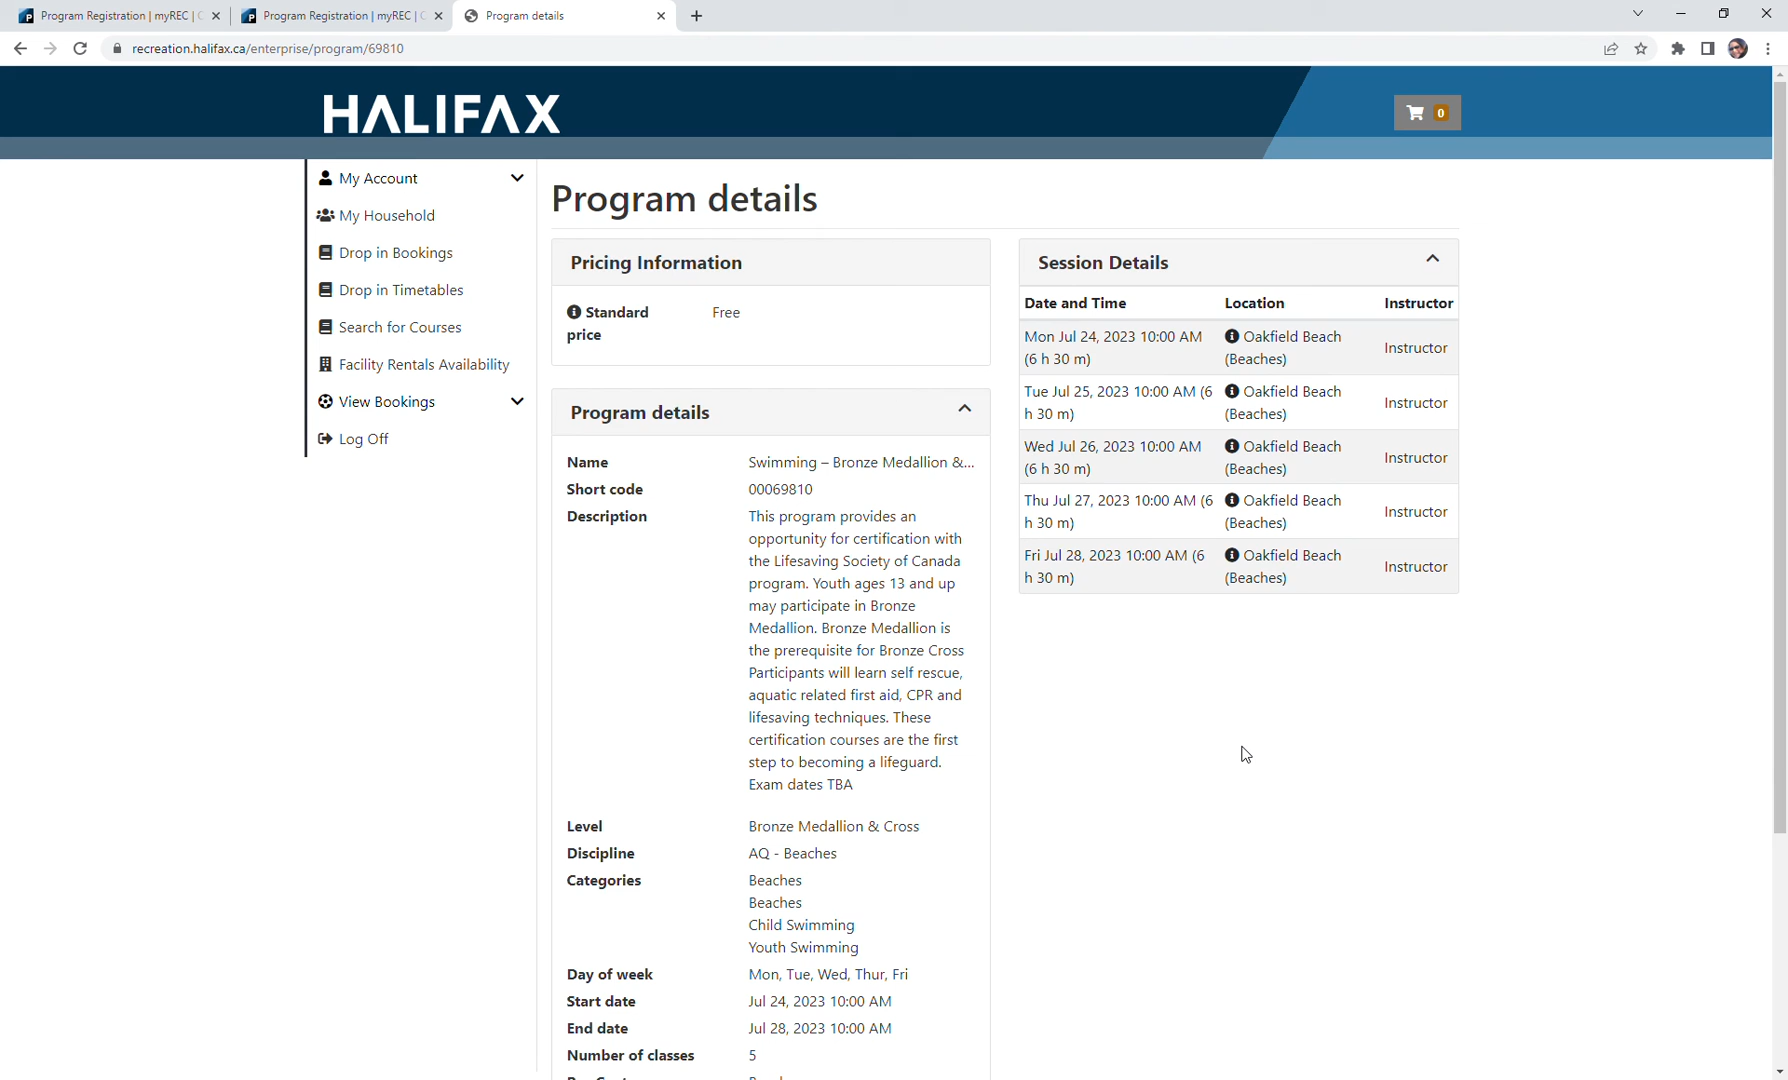 Program Registration | myREC | C
Program Registration | myREC | C
Program details
recreation.halifax.ca/enterprise/program/69810
HALIFAX
0
My Account
My Household
Drop in Bookings
Drop in Timetables
Search for Courses
Facility Rentals Availability
View Bookings
Log Off
Program details
Pricing Information
Standard price Free
Program details
Name Swimming – Bronze Medallion &...
Short code 00069810
Description This program provides an
opportunity for certification with
the Lifesaving Society of Canada
program. Youth ages 13 and up
may participate in Bronze
Medallion. Bronze Medallion is
the prerequisite for Bronze Cross
Participants will learn self rescue,
aquatic related first aid, CPR and
lifesaving techniques. These
certification courses are the first
step to becoming a lifeguard.
Exam dates TBA
Level Bronze Medallion & Cross
Discipline AQ - Beaches
Categories Beaches
Beaches
Child Swimming
Youth Swimming
Day of week Mon, Tue, Wed, Thur, Fri
Start date Jul 24, 2023 10:00 AM
End date Jul 28, 2023 10:00 AM
Number of classes 5
Session Details
Date and Time Location Instructor
Mon Jul 24, 2023 10:00 AM Oakfield Beach Instructor
(6 h 30 m) (Beaches)
Tue Jul 25, 2023 10:00 AM (6 Oakfield Beach Instructor
h 30 m) (Beaches)
Wed Jul 26, 2023 10:00 AM Oakfield Beach Instructor
(6 h 30 m) (Beaches)
Thu Jul 27, 2023 10:00 AM (6 Oakfield Beach Instructor
h 30 m) (Beaches)
Fri Jul 28, 2023 10:00 AM (6 Oakfield Beach Instructor
h 30 m) (Beaches)